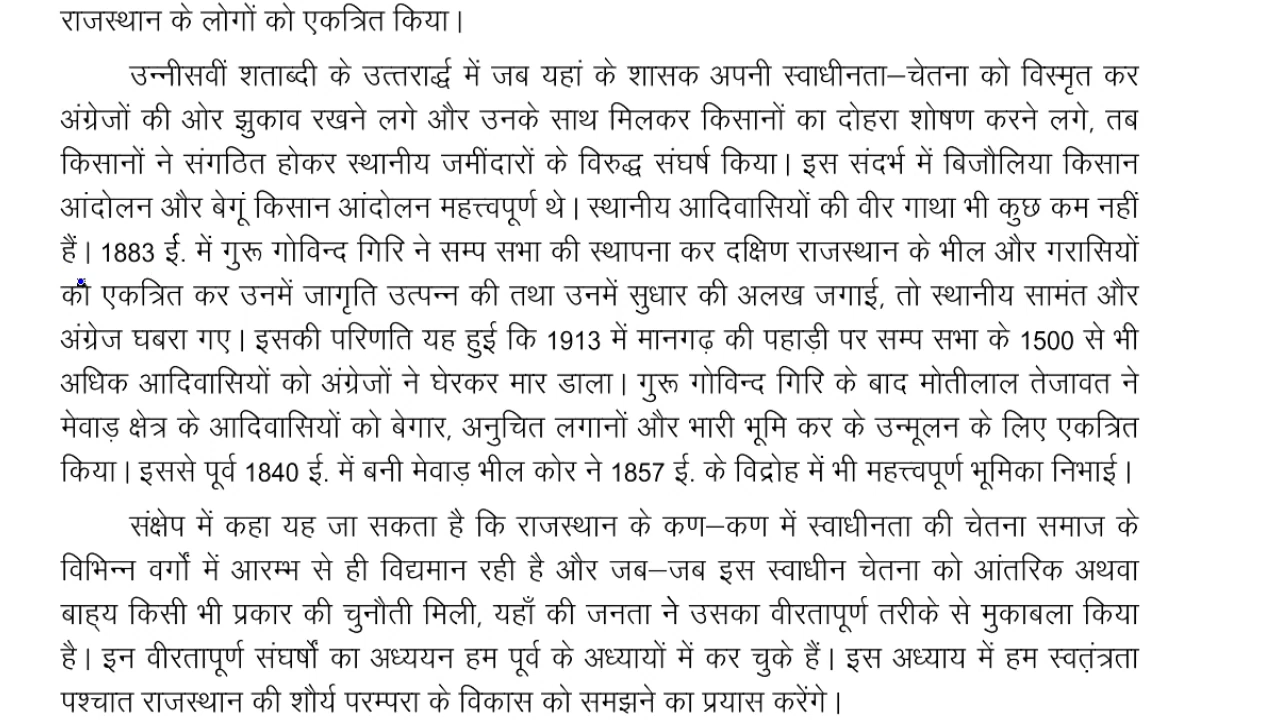 राजस्थान के लोगों को एकत्रित किया।
उन्नीसवीं शताब्दी के उत्तरार्द्ध में जब यहां के शासक अपनी स्वाधीनता–चेतना को विस्मृत कर
अंग्रेजों की ओर झुकाव रखने लगे और उनके साथ मिलकर किसानों का दोहरा शोषण करने लगे, तब
किसानों ने संगठित होकर स्थानीय जमींदारों के विरुद्ध संघर्ष किया। इस संदर्भ में बिजौलिया किसान
आंदोलन और बेगूं किसान आंदोलन महत्त्वपूर्ण थे। स्थानीय आदिवासियों की वीर गाथा भी कुछ कम नहीं
हैं। 1883 ई. में गुरू गोविन्द गिरि ने सम्प सभा की स्थापना कर दक्षिण राजस्थान के भील और गरासियों
को एकत्रित कर उनमें जागृति उत्पन्न की तथा उनमें सुधार की अलख जगाई, तो स्थानीय सामंत और
अंग्रेज घबरा गए। इसकी परिणति यह हुई कि 1913 में मानगढ़ की पहाड़ी पर सम्प सभा के 1500 से भी
अधिक आदिवासियों को अंग्रेजों ने घेरकर मार डाला। गुरू गोविन्द गिरि के बाद मोतीलाल तेजावत ने
मेवाड़ क्षेत्र के आदिवासियों को बेगार, अनुचित लगानों और भारी भूमि कर के उन्मूलन के लिए एकत्रित
किया। इससे पूर्व 1840 ई. में बनी मेवाड़ भील कोर ने 1857 ई. के विद्रोह में भी महत्त्वपूर्ण भूमिका निभाई।
संक्षेप में कहा यह जा सकता है कि राजस्थान के कण–कण में स्वाधीनता की चेतना समाज के
विभिन्न वर्गों में आरम्भ से ही विद्यमान रही है और जब–जब इस स्वाधीन चेतना को आंतरिक अथवा
बाह्य किसी भी प्रकार की चुनौती मिली, यहाँ की जनता ने उसका वीरतापूर्ण तरीके से मुकाबला किया
है। इन वीरतापूर्ण संघर्षों का अध्ययन हम पूर्व के अध्यायों में कर चुके हैं। इस अध्याय में हम स्वतंत्रता
पश्चात राजस्थान की शौर्य परम्परा के विकास को समझने का प्रयास करेंगे।